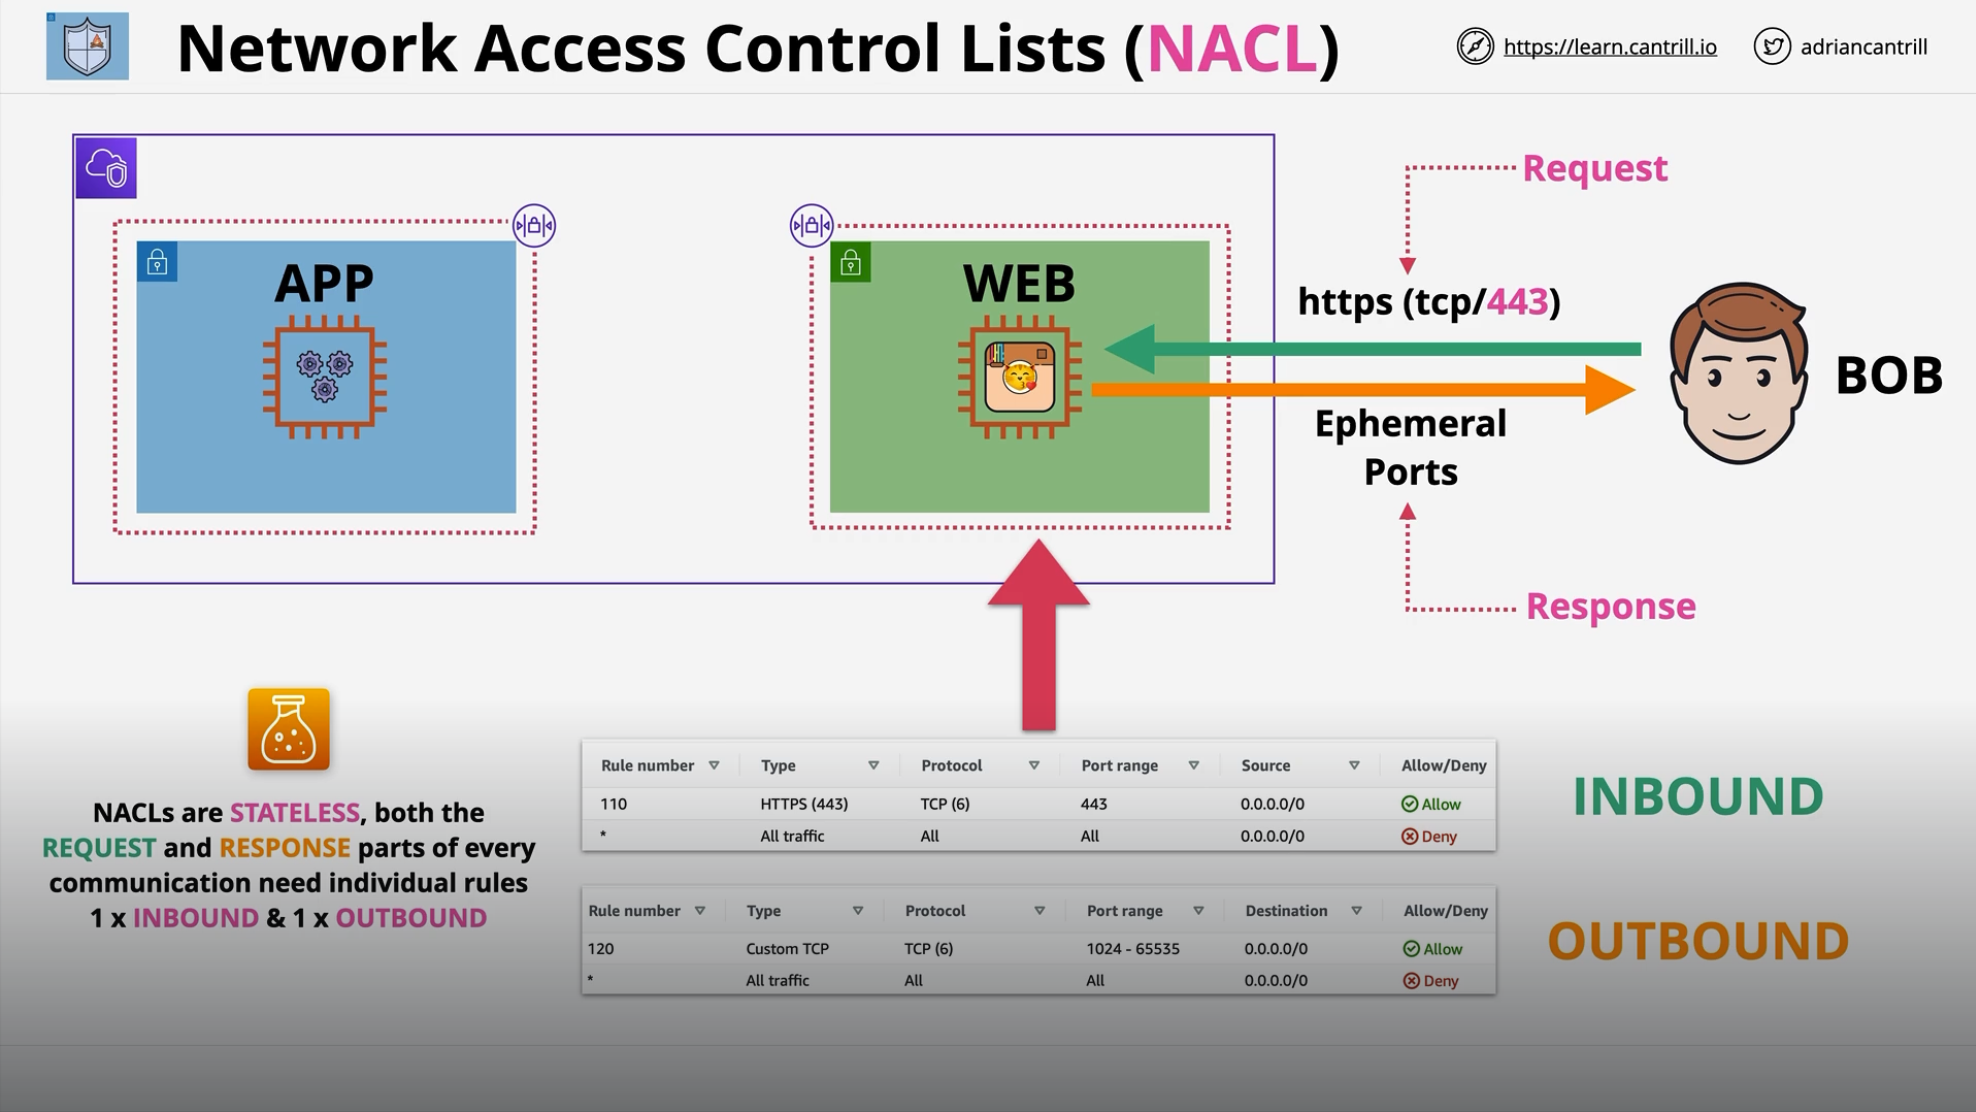 Network Access Control Lists (NACL)
https://learn.cantrill.io
adriancantrill
Request
APP
WEB
https (tcp/443)
BOB
Ephemeral
Ports
Response
NACLs are STATELESS, both the
REQUEST and RESPONSE parts of every
communication need individual rules
1 x INBOUND & 1 x OUTBOUND
Rule number Type Protocol Port range Source Allow/Deny
110 HTTPS (443) TCP (6) 443 0.0.0.0/0 Allow
* All traffic All All 0.0.0.0/0 Deny
INBOUND
Rule number Type Protocol Port range Destination Allow/Deny
120 Custom TCP TCP (6) 1024 - 65535 0.0.0.0/0 Allow
* All traffic All All 0.0.0.0/0 Deny
OUTBOUND